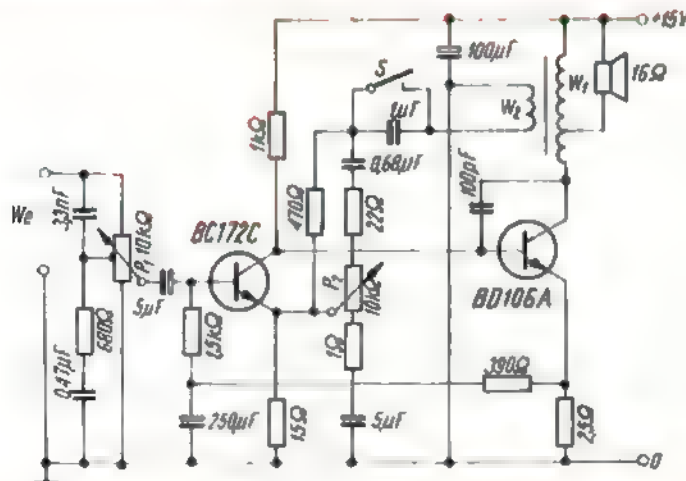 +15V
100µF
S
1µF
W₂
W₁
16Ω
1kΩ
0,68µF
100pF
We
3,3nF
P₁ 10kΩ
BC172C
470Ω
22Ω
5µF
P₂
10kΩ
BD106A
680Ω
1,5kΩ
1Ω
390Ω
0,47µF
250µF
15Ω
5µF
2,5Ω
0